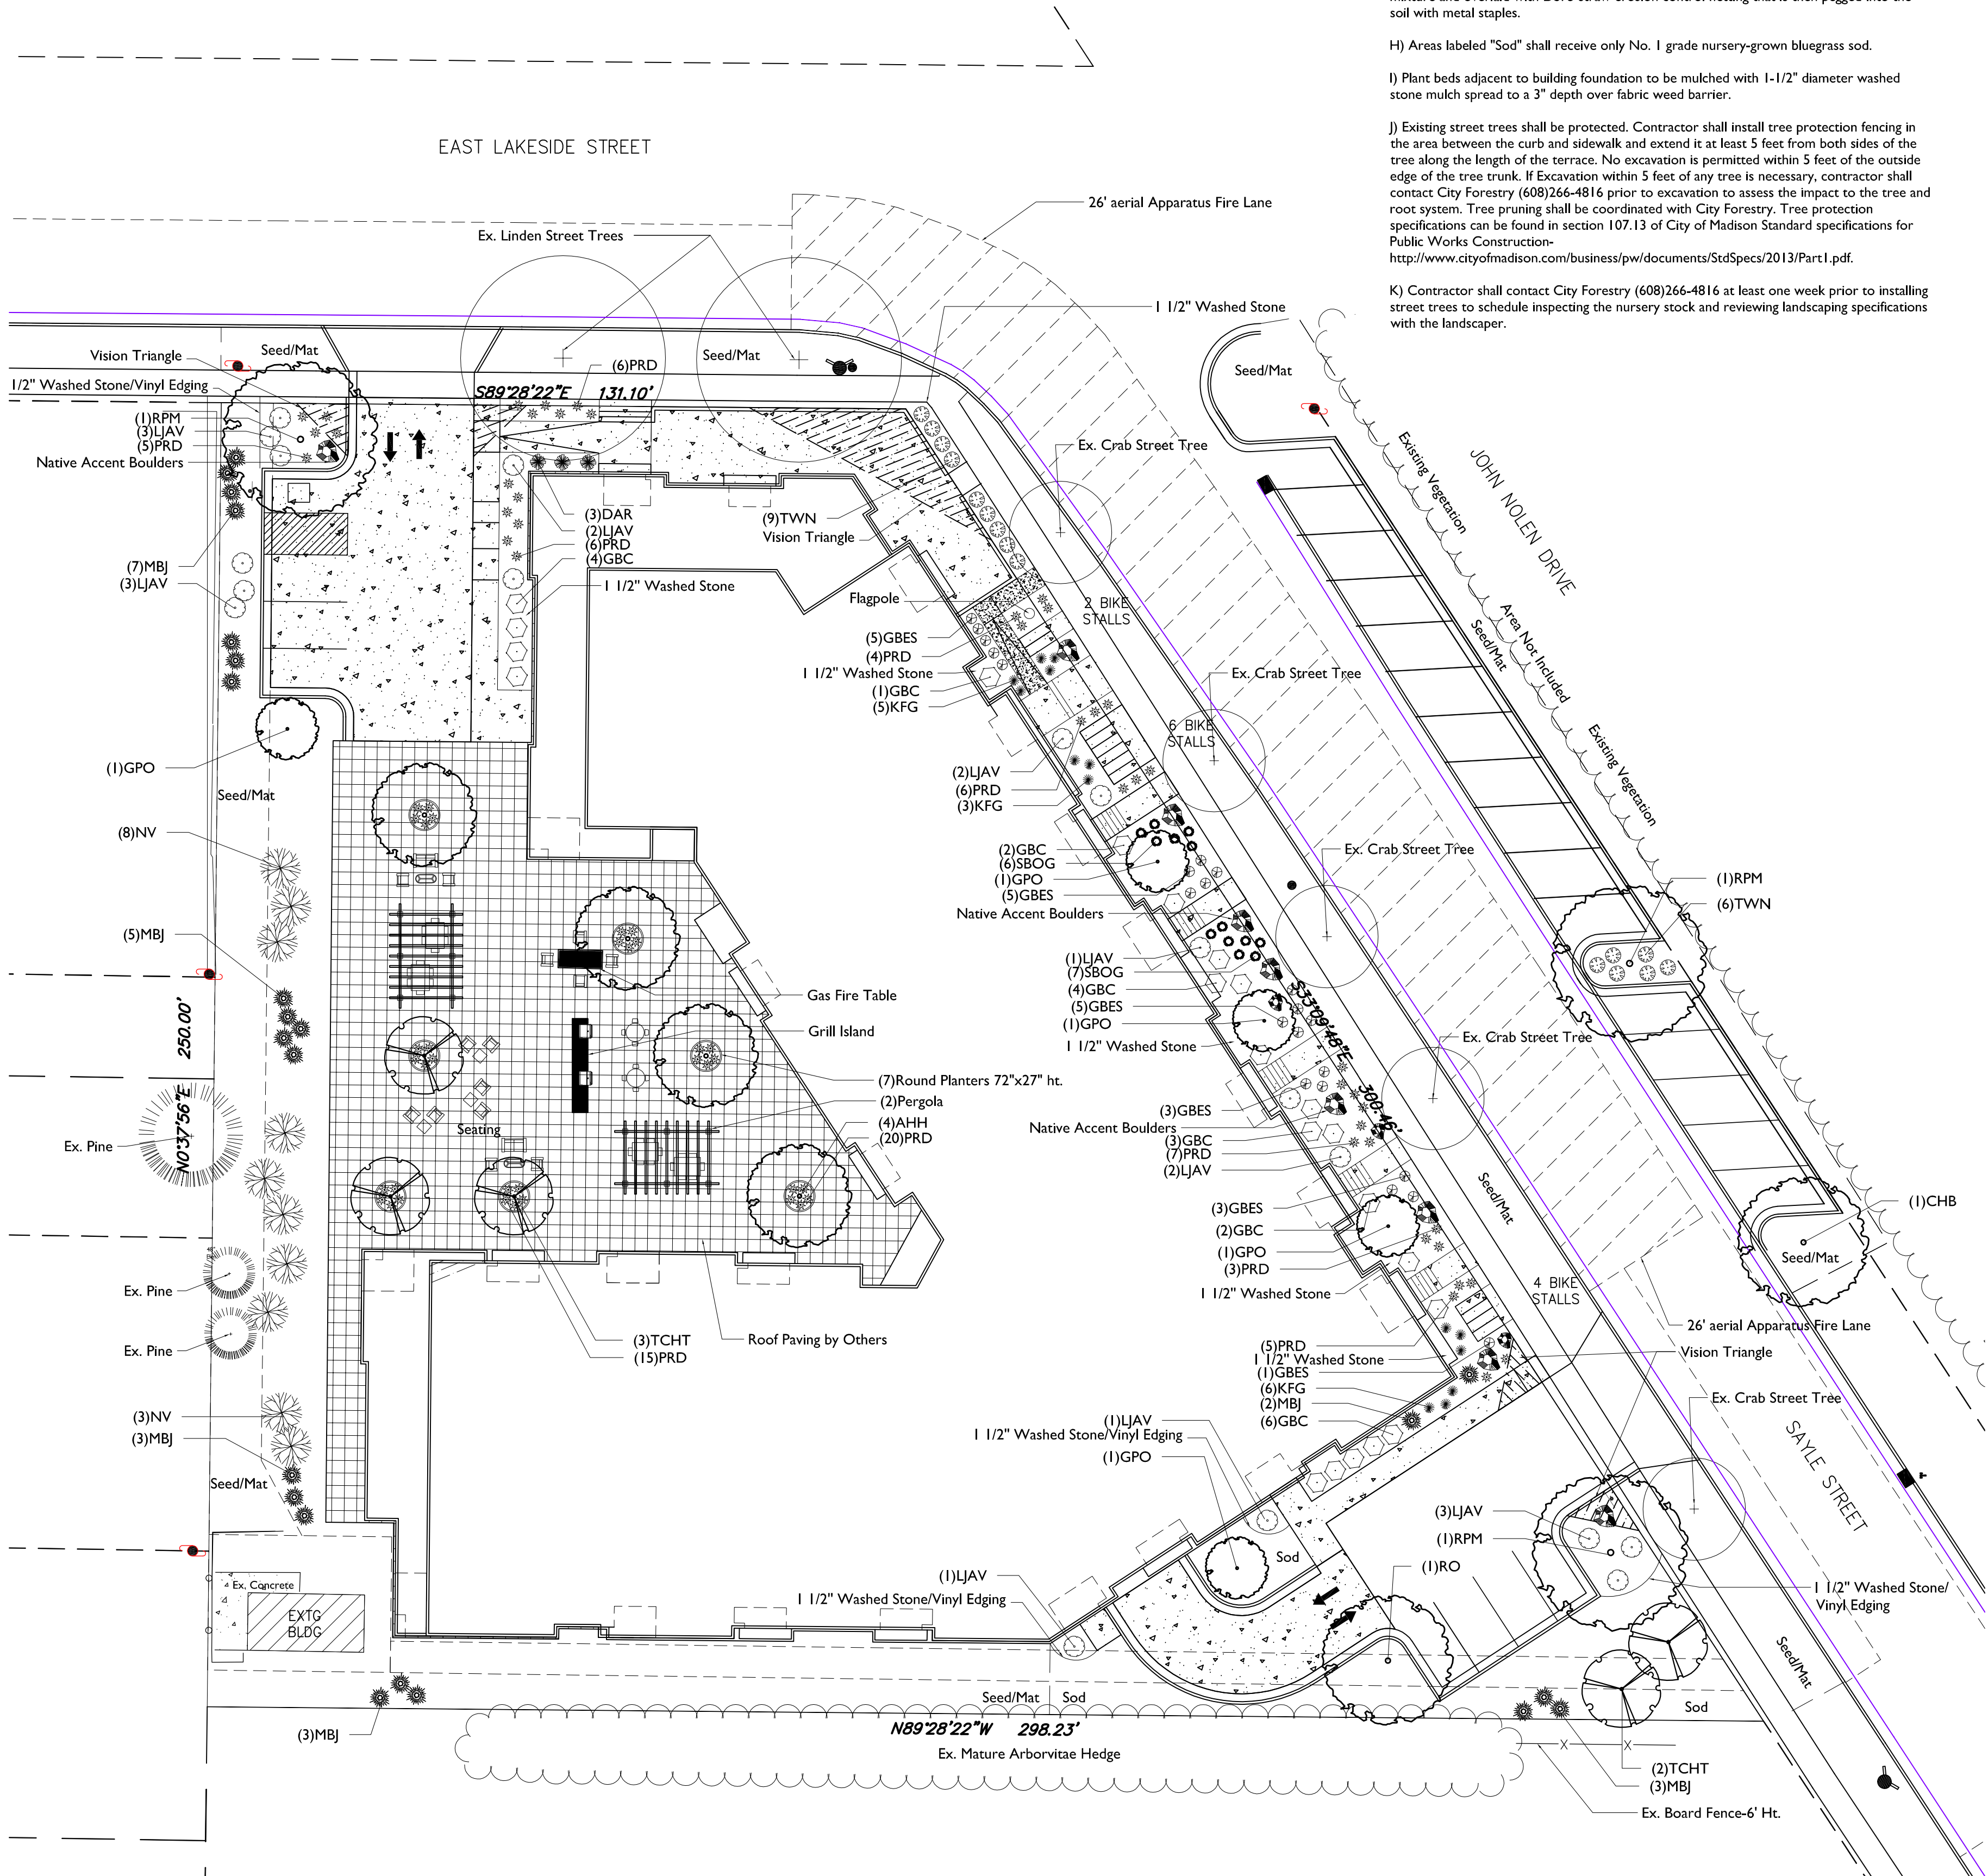 soil with metal staples.
H) Areas labeled "Sod" shall receive only No. 1 grade nursery-grown bluegrass sod.
I) Plant beds adjacent to building foundation to be mulched with 1-1/2" diameter washed
stone mulch spread to a 3" depth over fabric weed barrier.
J) Existing street trees shall be protected. Contractor shall install tree protection fencing in
the area between the curb and sidewalk and extend it at least 5 feet from both sides of the
tree along the length of the terrace. No excavation is permitted within 5 feet of the outside
edge of the tree trunk. If Excavation within 5 feet of any tree is necessary, contractor shall
contact City Forestry (608)266-4816 prior to excavation to assess the impact to the tree and
root system. Tree pruning shall be coordinated with City Forestry. Tree protection
specifications can be found in section 107.13 of City of Madison Standard specifications for
Public Works Construction-
http://www.cityofmadison.com/business/pw/documents/StdSpecs/2013/Part1.pdf.
K) Contractor shall contact City Forestry (608)266-4816 at least one week prior to installing
street trees to schedule inspecting the nursery stock and reviewing landscaping specifications
with the landscaper.
EAST LAKESIDE STREET
26' aerial Apparatus Fire Lane
Ex. Linden Street Trees
1 1/2" Washed Stone
Vision Triangle
Seed/Mat
(6)PRD
Seed/Mat
Seed/Mat
1/2" Washed Stone/Vinyl Edging
S89°28'22"E 131.10'
(1)RPM
(3)LJAV
(5)PRD
Native Accent Boulders
Ex. Crab Street Tree
Existing Vegetation
JOHN NOLEN DRIVE
(3)DAR
(2)LJAV
(6)PRD
(4)GBC
1 1/2" Washed Stone
(9)TWN
Vision Triangle
(7)MBJ
(3)LJAV
Flagpole
2 BIKE
STALLS
Area Not Included
Seed/Mat
(5)GBES
(4)PRD
1 1/2" Washed Stone
(1)GBC
(5)KFG
Ex. Crab Street Tree
6 BIKE
STALLS
Existing Vegetation
(1)GPO
Seed/Mat
(2)LJAV
(6)PRD
(3)KFG
(8)NV
(2)GBC
(6)SBOG
(1)GPO
(5)GBES
Native Accent Boulders
Ex. Crab Street Tree
(1)RPM
(6)TWN
(5)MBJ
(1)LJAV
(7)SBOG
(4)GBC
(5)GBES
(1)GPO
1 1/2" Washed Stone
S33°09'48"E 300.46'
Gas Fire Table
Grill Island
250.00'
N0°37'56"E
Ex. Crab Street Tree
(7)Round Planters 72"x27" ht.
(2)Pergola
(4)AHH
(20)PRD
Seating
Ex. Pine
(3)GBES
Native Accent Boulders
(3)GBC
(7)PRD
(2)LJAV
Seed/Mat
(1)CHB
Seed/Mat
(3)GBES
(2)GBC
(1)GPO
(3)PRD
1 1/2" Washed Stone
4 BIKE
STALLS
Ex. Pine
Ex. Pine
(3)TCHT
(15)PRD
Roof Paving by Others
26' aerial Apparatus Fire Lane
Vision Triangle
(5)PRD
1 1/2" Washed Stone
(1)GBES
(6)KFG
(2)MBJ
(6)GBC
Ex. Crab Street Tree
SAYLE STREET
(3)NV
(3)MBJ
Seed/Mat
(1)LJAV
1 1/2" Washed Stone/Vinyl Edging
(1)GPO
(3)LJAV
(1)RPM
(1)RO
Sod
Ex. Concrete
EXTG
BLDG
(1)LJAV
1 1/2" Washed Stone/Vinyl Edging
1 1/2" Washed Stone/
Vinyl Edging
Seed/Mat
Seed/Mat
Sod
Sod
N89°28'22"W 298.23'
Ex. Mature Arborvitae Hedge
(3)MBJ
X
X
(2)TCHT
(3)MBJ
Ex. Board Fence-6' Ht.